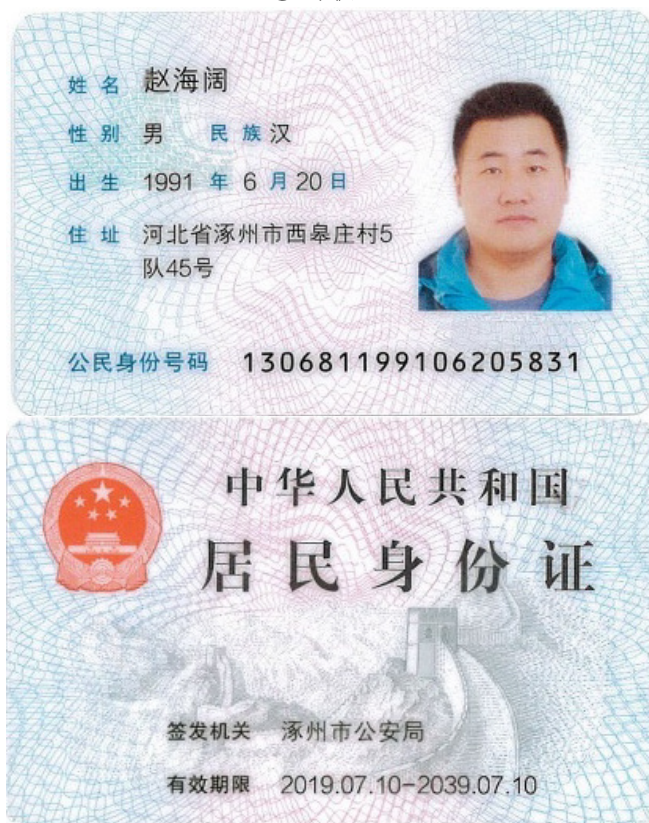 姓名 赵海阔
性别 男 民族 汉
出生 1991 年 6 月 20 日
住址 河北省涿州市西皋庄村5
队45号
公民身份号码 130681199106205831
中华人民共和国
居民身份证
签发机关 涿州市公安局
有效期限 2019.07.10-2039.07.10